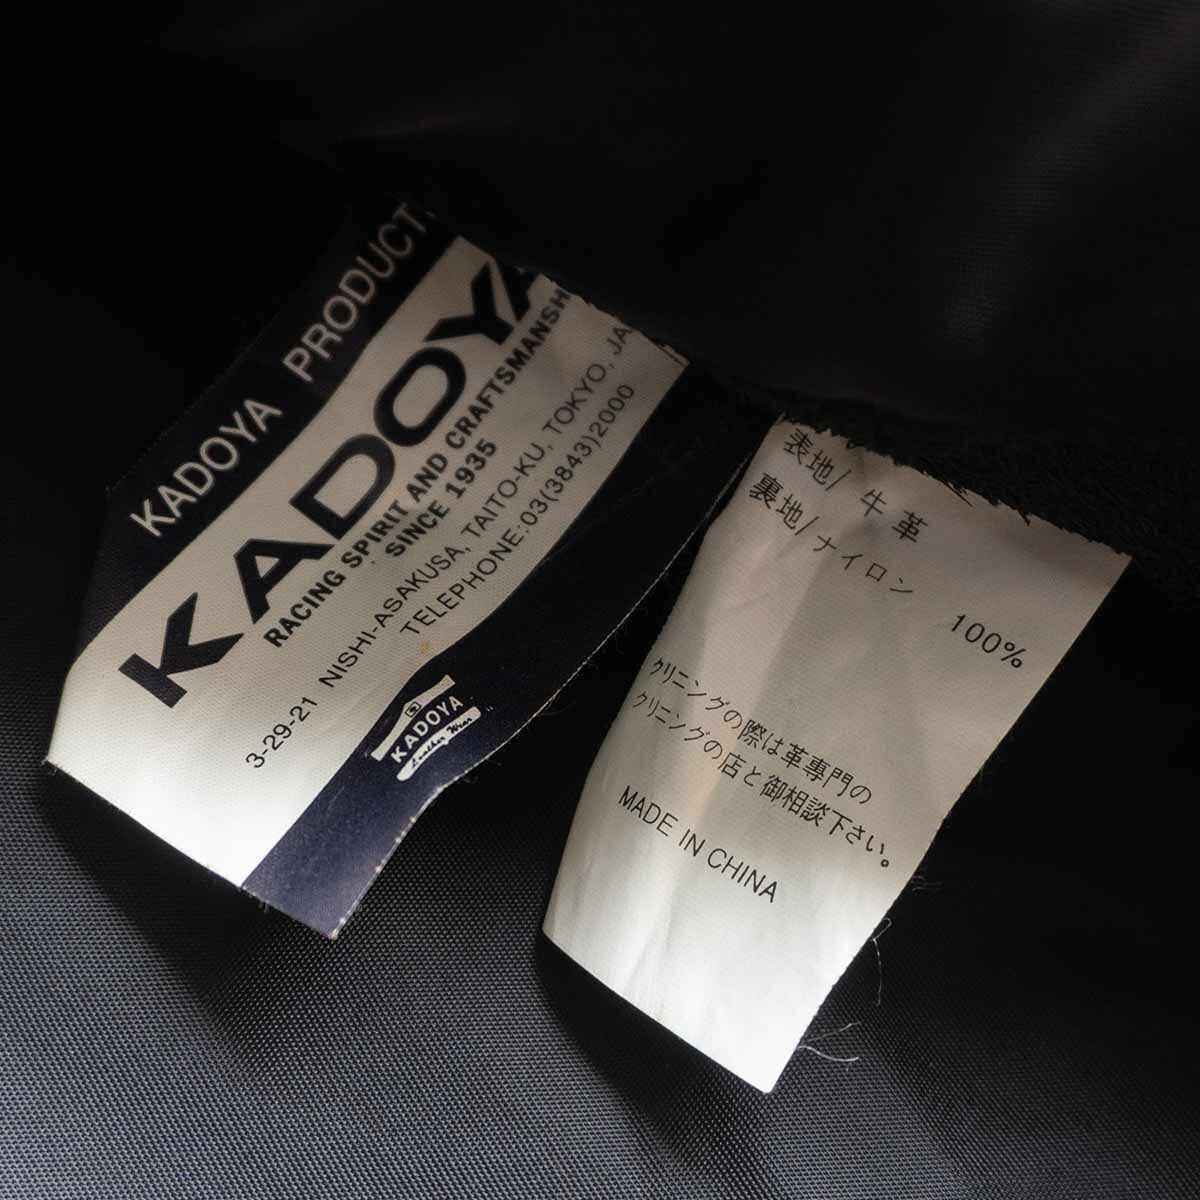 KADOYA PRODUCT
KADOYA
RACING SPIRIT AND CRAFTSMANSH
SINCE 1935
3-29-21 NISHI-ASAKUSA, TAITO-KU, TOKYO, JA
TELEPHONE:03(3843)2000
KADOYA
Leather Wear
表地/ 牛革
裏地/ナイロン 100%
クリニングの際は革専門の
クリニングの店と御相談下さい。
MADE IN CHINA